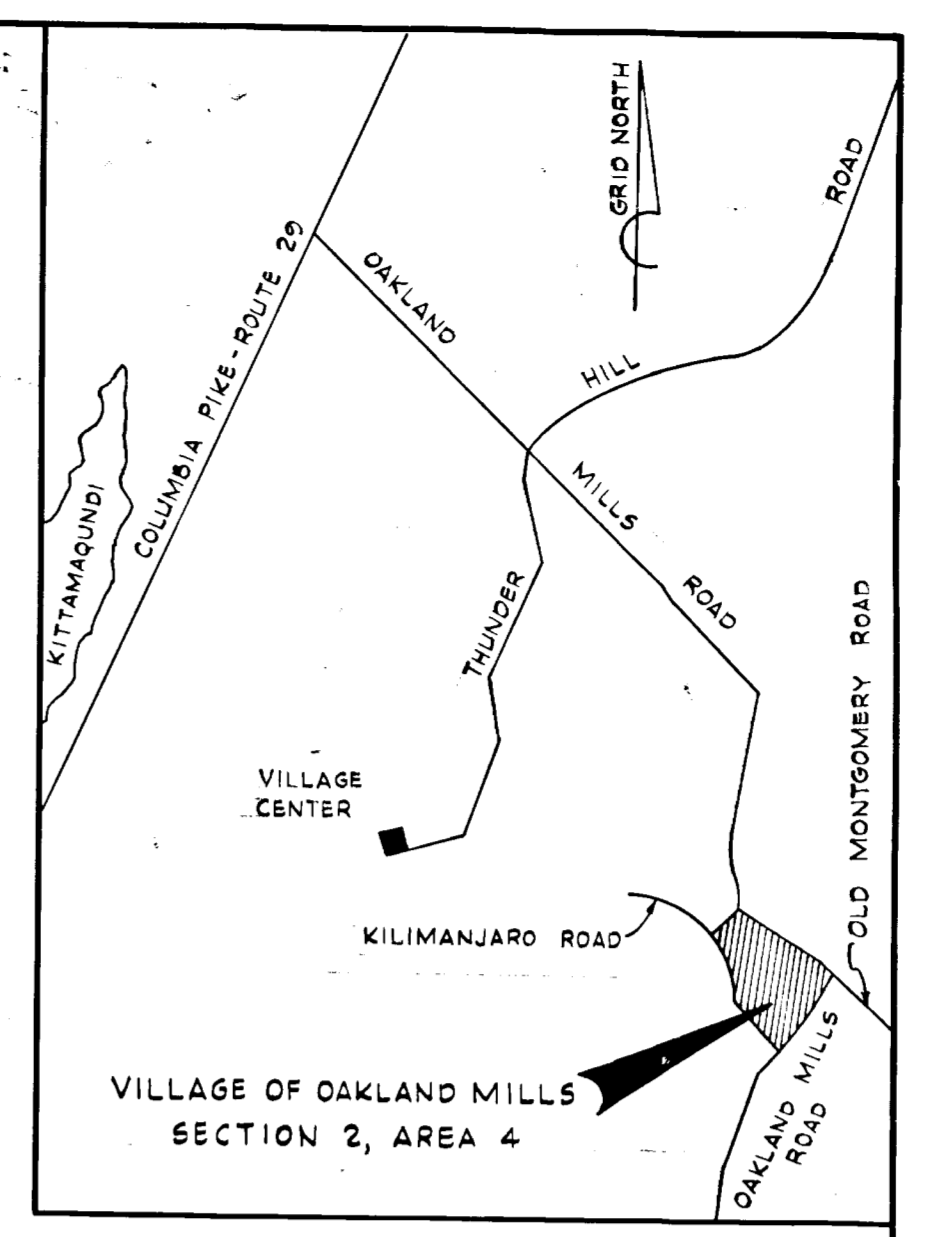 GRID NORTH
ROAD
COLUMBIA PIKE-ROUTE 29
OAKLAND
HILL
MILLS
ROAD
KITTAMAQUNDI
THUNDER
OLD MONTGOMERY ROAD
VILLAGE
CENTER
KILIMANJARO ROAD
VILLAGE OF OAKLAND MILLS
SECTION 2, AREA 4
OAKLAND MILLS
ROAD